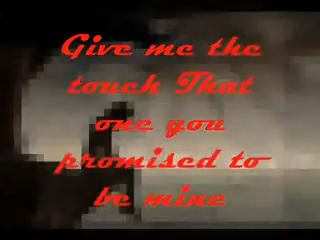 Give me the
touch That
one you
promised to
be mine